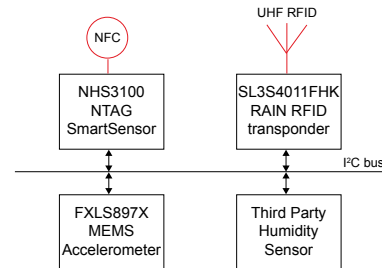 NFC
UHF RFID
NHS3100
NTAG
SmartSensor
SL3S4011FHK
RAIN RFID
transponder
I²C bus
FXLS897X
MEMS
Accelerometer
Third Party
Humidity
Sensor